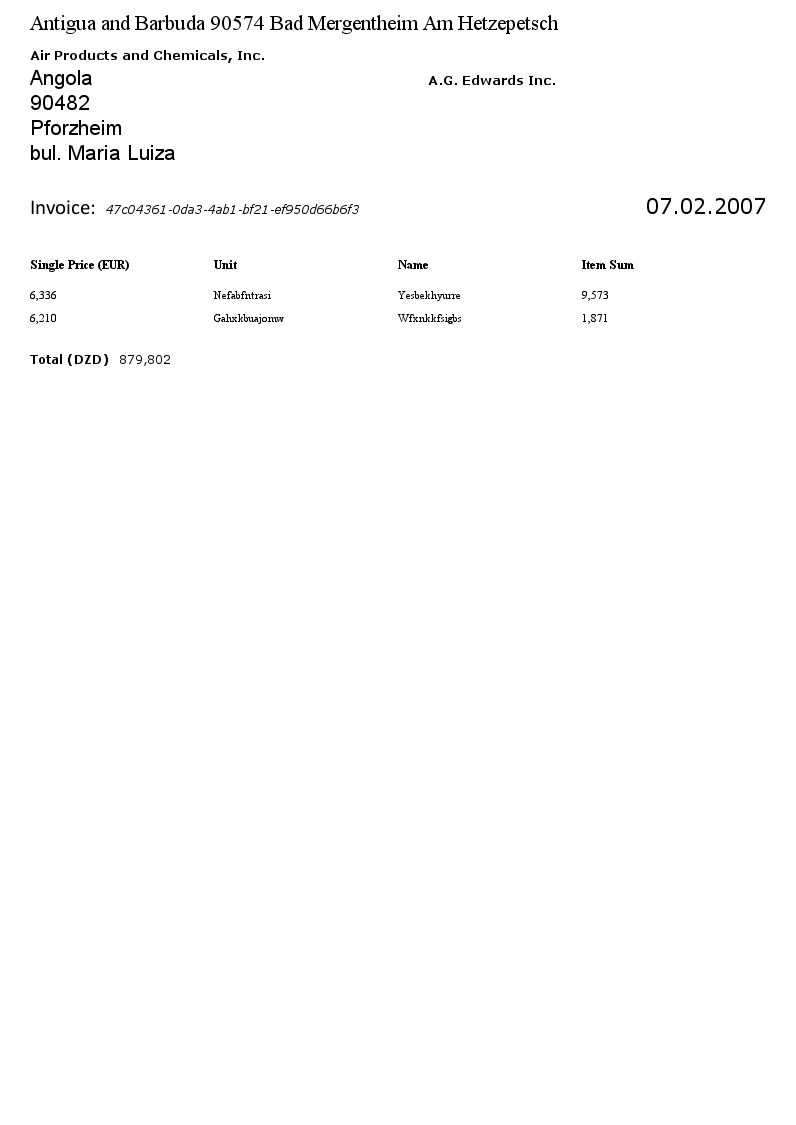 Antigua and Barbuda 90574 Bad Mergentheim Am Hetzepetsch
Air Products and Chemicals, Inc.
Angola
A.G. Edwards Inc.
90482
Pforzheim
bul. Maria Luiza
Invoice: 47c04361-0da3-4ab1-bf21-ef950d66b6f3 07.02.2007
Single Price (EUR) Unit Name Item Sum
6,336 Nefabfntrasi Yesbekhyurre 9,573
6,210 Gahxkbuajomw Wfxnkkfsigbs 1,871
Total (DZD) 879,802